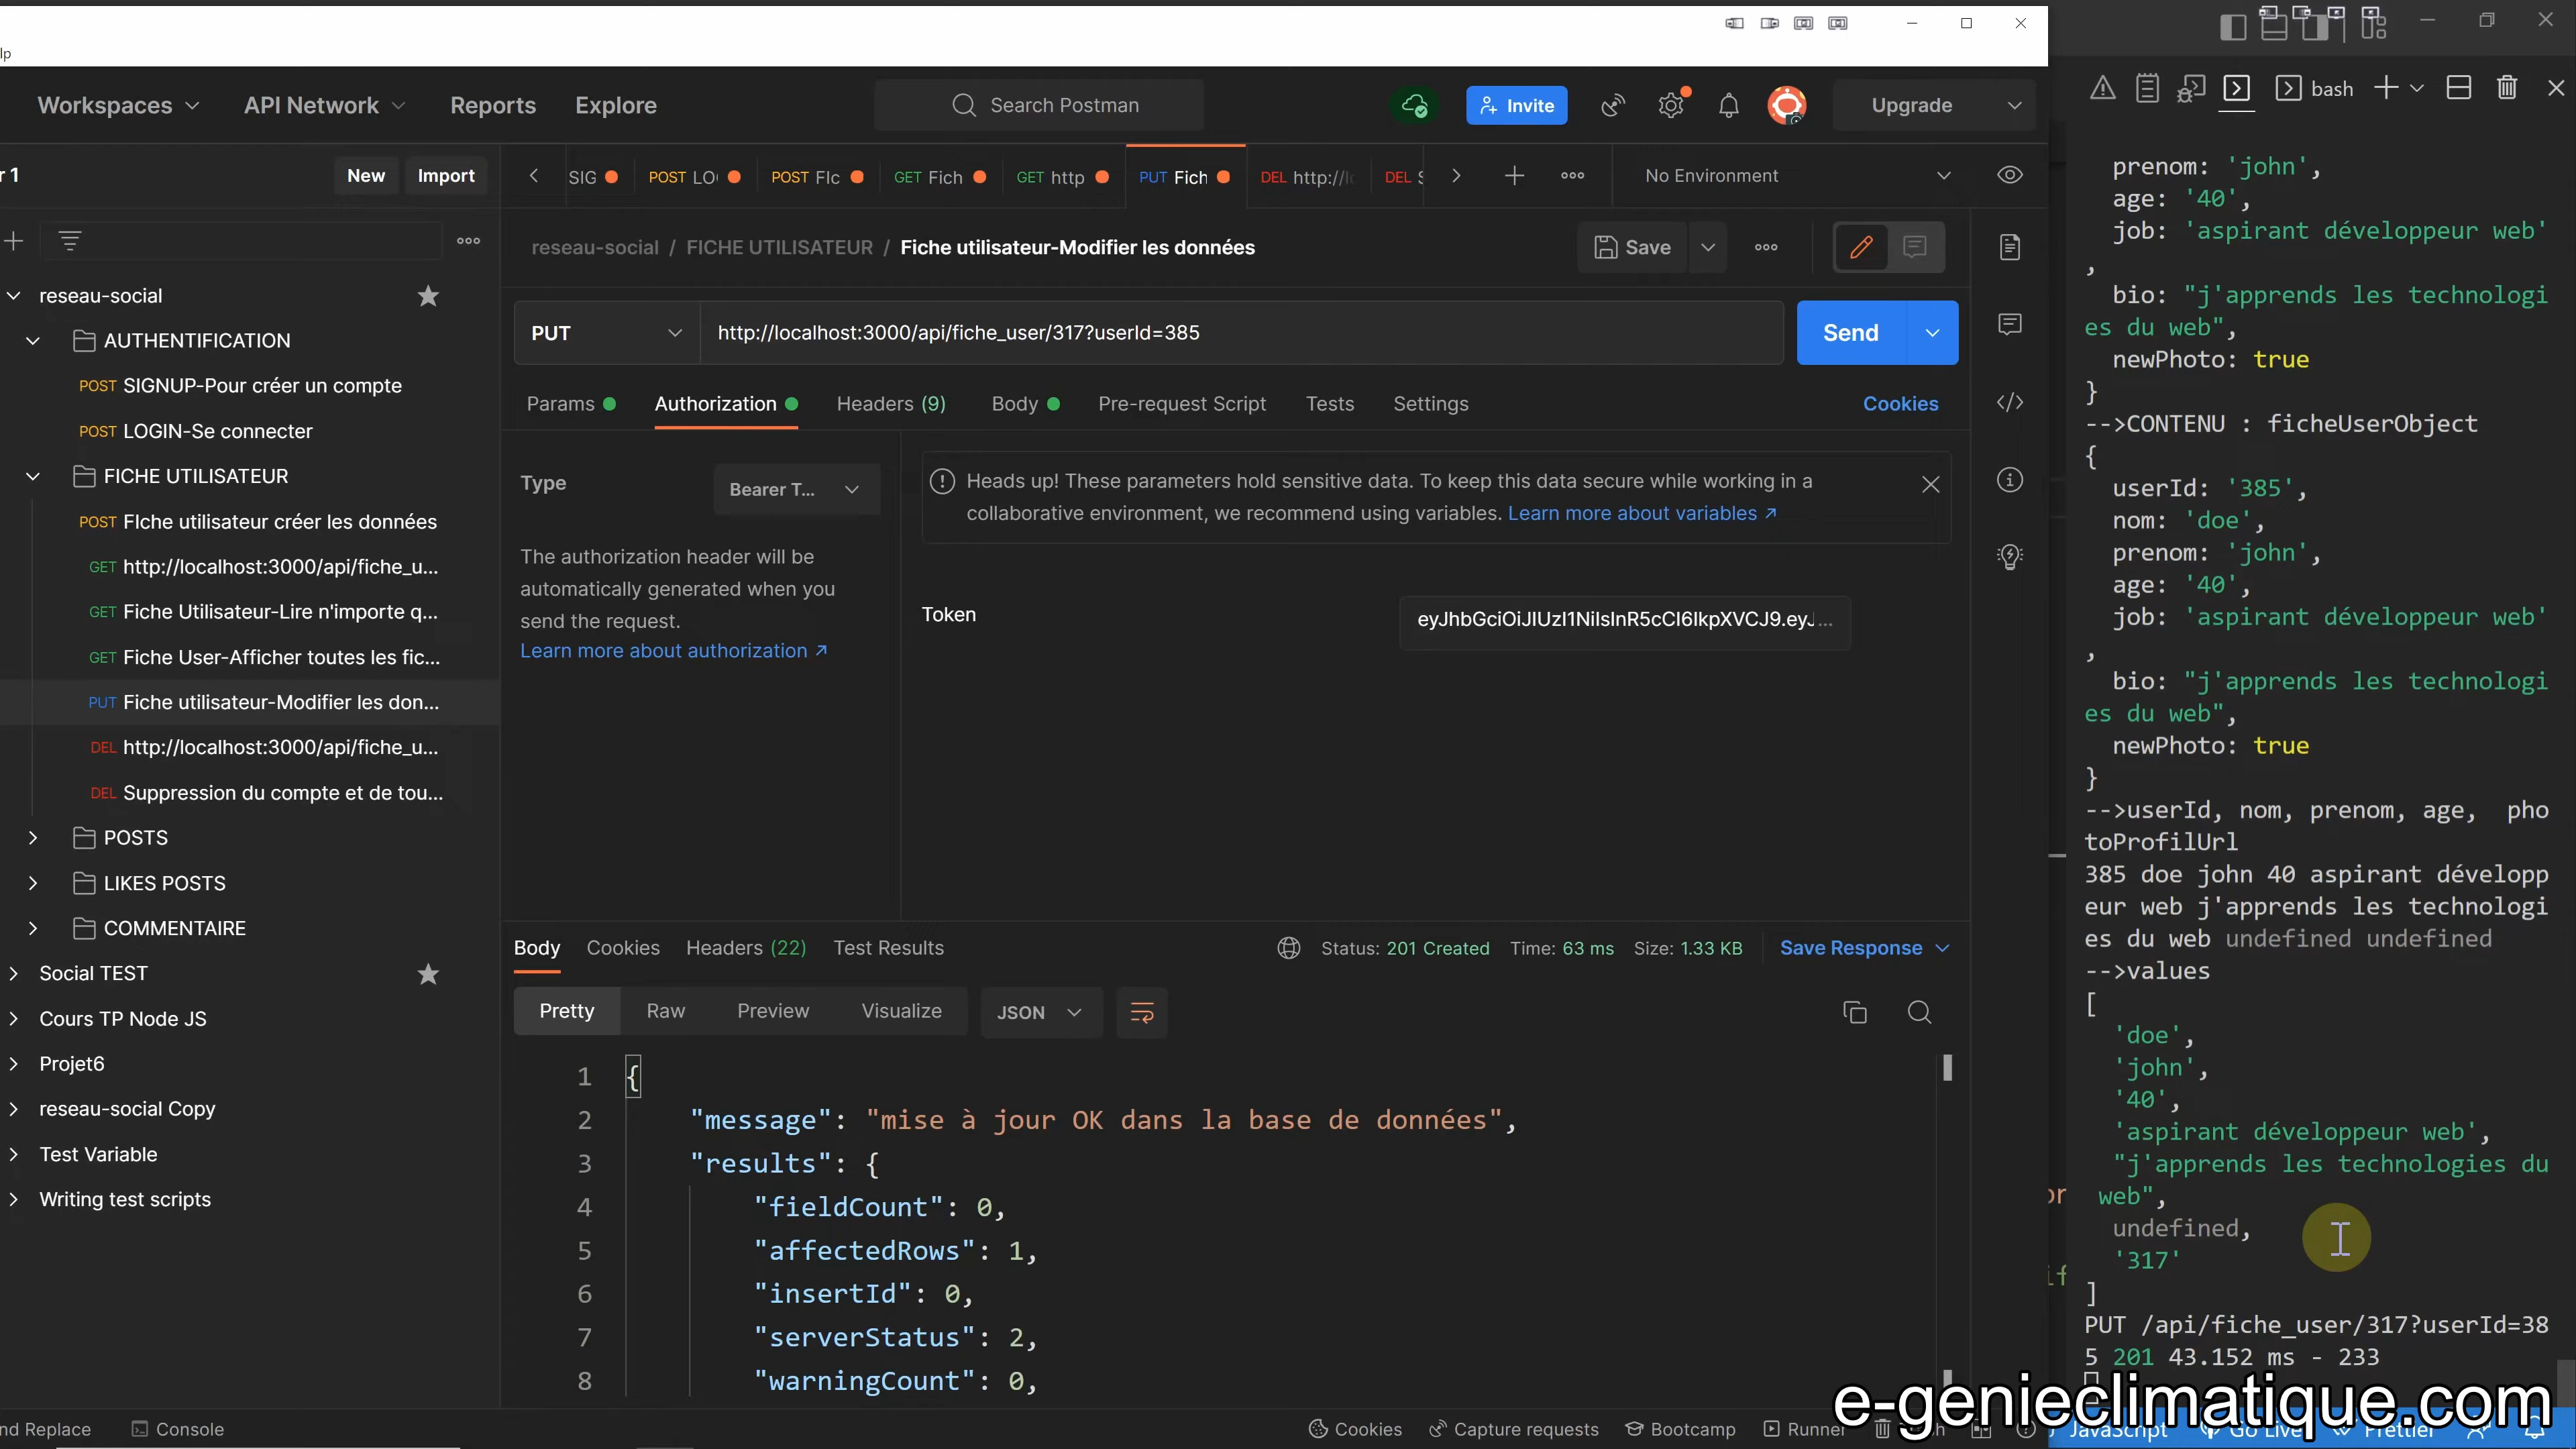 lp
Workspaces
API Network
Reports
Explore
Search Postman
Invite
Upgrade
r 1
New
Import
SIG
POST LO
POST FIc
GET Fich
GET http
PUT Fich
DEL http://l
DEL
No Environment
reseau-social / FICHE UTILISATEUR / Fiche utilisateur-Modifier les données
Save
PUT
http://localhost:3000/api/fiche_user/317?userId=385
Send
Params
Authorization
Headers (9)
Body
Pre-request Script
Tests
Settings
Cookies
Type
Bearer T...
The authorization header will be
automatically generated when you
send the request.
Learn more about authorization ↗
Heads up! These parameters hold sensitive data. To keep this data secure while working in a
collaborative environment, we recommend using variables. Learn more about variables ↗
Token
eyJhbGciOiJIUzI1NiIsInR5cCI6IkpXVCJ9.eyJ...
reseau-social
AUTHENTIFICATION
POST SIGNUP-Pour créer un compte
POST LOGIN-Se connecter
FICHE UTILISATEUR
POST FIche utilisateur créer les données
GET http://localhost:3000/api/fiche_u...
GET Fiche Utilisateur-Lire n'importe q...
GET Fiche User-Afficher toutes les fic...
PUT Fiche utilisateur-Modifier les don...
DEL http://localhost:3000/api/fiche_u...
DEL Suppression du compte et de tou...
POSTS
LIKES POSTS
COMMENTAIRE
Social TEST
Cours TP Node JS
Projet6
reseau-social Copy
Test Variable
Writing test scripts
Body
Cookies
Headers (22)
Test Results
Status: 201 Created
Time: 63 ms
Size: 1.33 KB
Save Response
Pretty
Raw
Preview
Visualize
JSON
1 {
2 "message": "mise à jour OK dans la base de données",
3 "results": {
4 "fieldCount": 0,
5 "affectedRows": 1,
6 "insertId": 0,
7 "serverStatus": 2,
8 "warningCount": 0,
nd Replace
Console
Cookies
Capture requests
Bootcamp
Runner
bash
prenom: 'john',
age: '40',
job: 'aspirant développeur web'
,
bio: "j'apprends les technologi
es du web",
newPhoto: true
}
-->CONTENU : ficheUserObject
{
userId: '385',
nom: 'doe',
prenom: 'john',
age: '40',
job: 'aspirant développeur web'
,
bio: "j'apprends les technologi
es du web",
newPhoto: true
}
-->userId, nom, prenom, age, pho
toProfilUrl
385 doe john 40 aspirant développ
eur web j'apprends les technologi
es du web undefined undefined
-->values
[
'doe',
'john',
'40',
'aspirant développeur web',
"j'apprends les technologies du
web",
undefined,
'317'
]
PUT /api/fiche_user/317?userId=38
5 201 43.152 ms - 233
or
if
e-genieclimatique.com
JavaScript
Go Live
Prettier